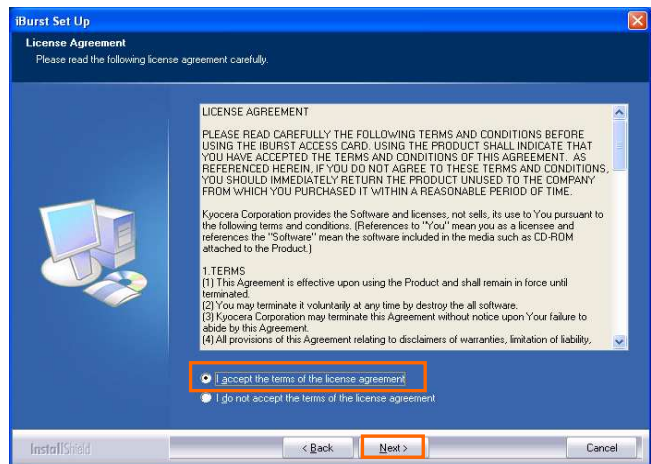 iBurst Set Up
License Agreement
Please read the following license agreement carefully.
LICENSE AGREEMENT
PLEASE READ CAREFULLY THE FOLLOWING TERMS AND CONDITIONS BEFORE
USING THE IBURST ACCESS CARD. USING THE PRODUCT SHALL INDICATE THAT
YOU HAVE ACCEPTED THE TERMS AND CONDITIONS OF THIS AGREEMENT. AS
REFERENCED HEREIN, IF YOU DO NOT AGREE TO THESE TERMS AND CONDITIONS,
YOU SHOULD IMMEDIATELY RETURN THE PRODUCT UNUSED TO THE COMPANY
FROM WHICH YOU PURCHASED IT WITHIN A REASONABLE PERIOD OF TIME.
Kyocera Corporation provides the Software and licenses, not sells, its use to You pursuant to
the following terms and conditions. (References to "You" mean you as a licensee and
references the "Software" mean the software included in the media such as CD-ROM
attached to the Product.)
1.TERMS
(1) This Agreement is effective upon using the Product and shall remain in force until
terminated.
(2) You may terminate it voluntarily at any time by destroy the all software.
(3) Kyocera Corporation may terminate this Agreement without notice upon Your failure to
abide by this Agreement.
(4) All provisions of this Agreement relating to disclaimers of warranties, limitation of liability,
I accept the terms of the license agreement
I do not accept the terms of the license agreement
InstallShield
< Back
Next >
Cancel